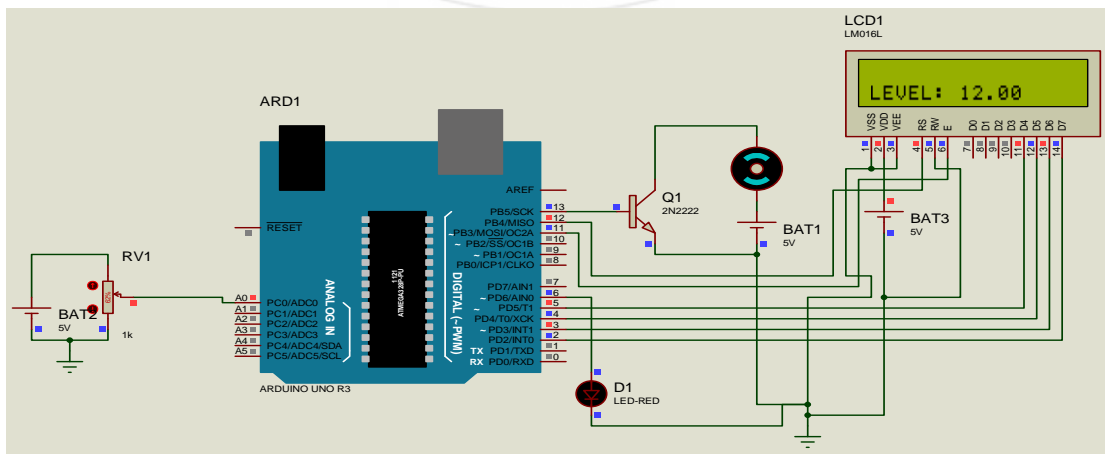 LCD1
LM016L
LEVEL: 12.00
VSS
VDD
VEE
RS
RW
E
D0
D1
D2
D3
D4
D5
D6
D7
1
2
3
4
5
6
7
8
9
10
11
12
13
14
ARD1
ARDUINO UNO R3
RESET
AREF
PB5/SCK 13
PB4/MISO 12
~ PB3/MOSI/OC2A 11
~ PB2/SS/OC1B 10
~ PB1/OC1A 9
PB0/ICP1/CLKO 8
PD7/AIN1 7
~ PD6/AIN0 6
~ PD5/T1 5
PD4/T0/XCK 4
~ PD3/INT1 3
PD2/INT0 2
TX PD1/TXD 1
RX PD0/RXD 0
DIGITAL (~PWM)
ANALOG IN
ATMEGA328P-PU
1121
A0 PC0/ADC0
A1 PC1/ADC1
A2 PC2/ADC2
A3 PC3/ADC3
A4 PC4/ADC4/SDA
A5 PC5/ADC5/SCL
RV1
62%
1k
BAT2
5V
Q1
2N2222
BAT1
5V
BAT3
5V
D1
LED-RED